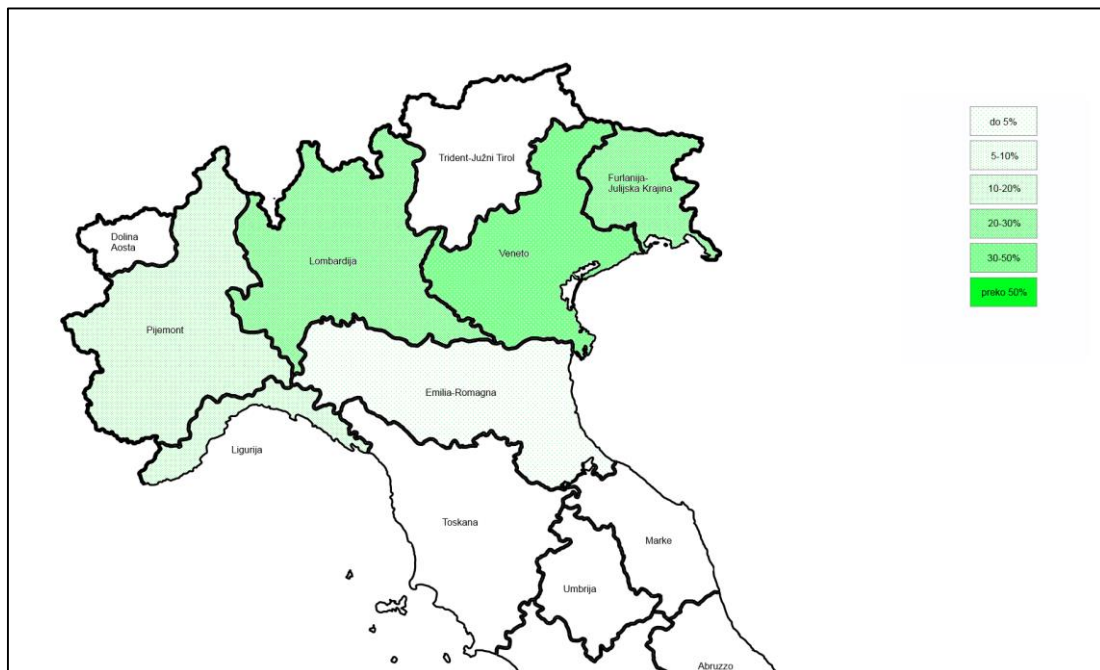 do 5%
5-10%
10-20%
20-30%
30-50%
preko 50%
Trident-Južni Tirol
Furlanija-
Julijska Krajina
Dolina
Aosta
Lombardija
Veneto
Pijemont
Emilia-Romagna
Ligurija
Toskana
Marke
Umbrija
Abruzzo